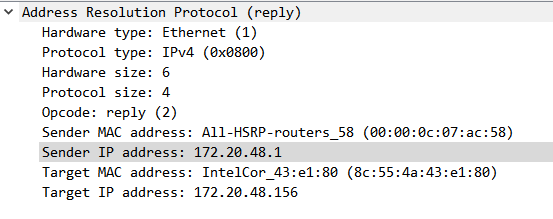 Address Resolution Protocol (reply)
Hardware type: Ethernet (1)
Protocol type: IPv4 (0x0800)
Hardware size: 6
Protocol size: 4
Opcode: reply (2)
Sender MAC address: All-HSRP-routers_58 (00:00:0c:07:ac:58)
Sender IP address: 172.20.48.1
Target MAC address: IntelCor_43:e1:80 (8c:55:4a:43:e1:80)
Target IP address: 172.20.48.156